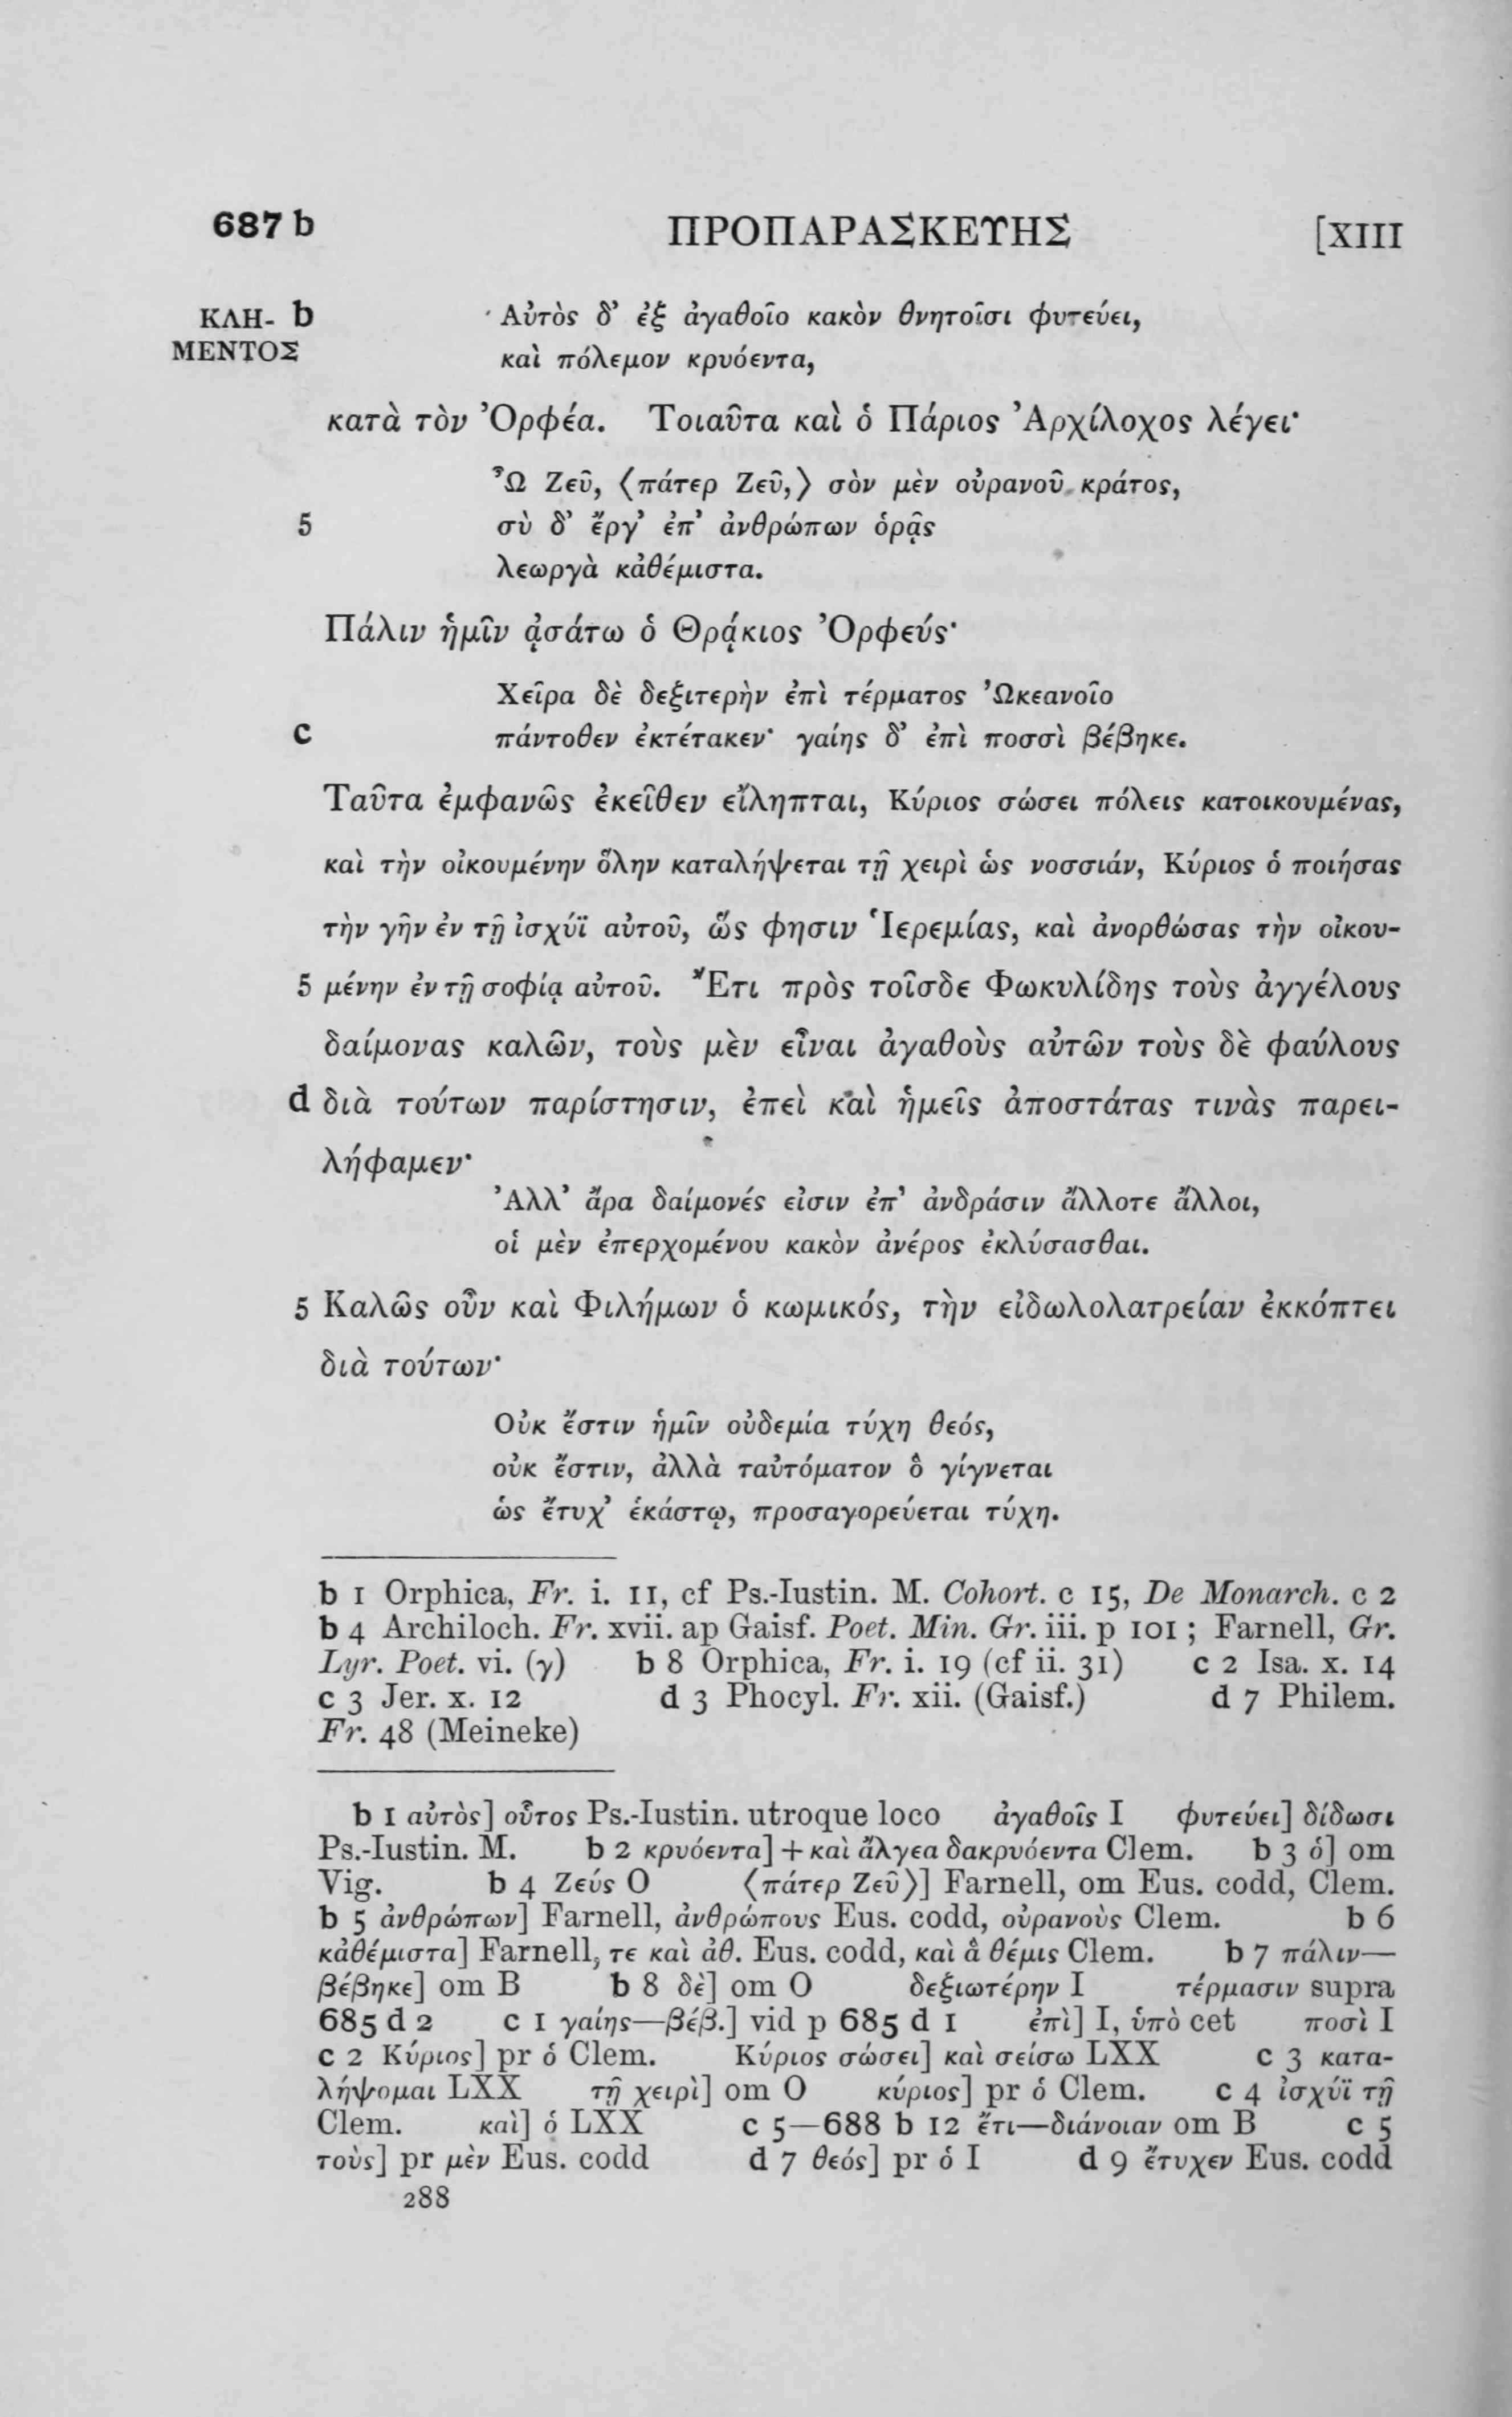 687 b ΠΡΟΠΑΡΑΣΚΕΥΗΣ [XIII
ΚΛΗ- b Αὐτὸς δ’ ἐξ ἀγαθοῖο κακὸν θνητοῖσι φυτεύει,
ΜΕΝΤΟΣ καὶ πόλεμον κρυόεντα,
κατὰ τὸν Ὀρφέα. Τοιαῦτα καὶ ὁ Πάριος Ἀρχίλοχος λέγει·
Ὦ Ζεῦ, ⟨πάτερ Ζεῦ,⟩ σὸν μὲν οὐρανοῦ κράτος,
5 σὺ δ’ ἔργ’ ἐπ’ ἀνθρώπων ὁρᾷς
λεωργὰ κἀθέμιστα.
Πάλιν ἡμῖν ᾀσάτω ὁ Θρᾴκιος Ὀρφεύς·
Χεῖρα δὲ δεξιτερὴν ἐπὶ τέρματος Ὠκεανοῖο
c πάντοθεν ἐκτέτακεν· γαίης δ’ ἐπὶ ποσσὶ βέβηκε.
Ταῦτα ἐμφανῶς ἐκεῖθεν εἴληπται, Κύριος σώσει πόλεις κατοικουμένας,
καὶ τὴν οἰκουμένην ὅλην καταλήψεται τῇ χειρὶ ὡς νοσσιάν, Κύριος ὁ ποιήσας
τὴν γῆν ἐν τῇ ἰσχύϊ αὐτοῦ, ὥς φησιν Ἱερεμίας, καὶ ἀνορθώσας τὴν οἰκου-
5 μένην ἐν τῇ σοφίᾳ αὐτοῦ. Ἔτι πρὸς τοῖσδε Φωκυλίδης τοὺς ἀγγέλους
δαίμονας καλῶν, τοὺς μὲν εἶναι ἀγαθοὺς αὐτῶν τοὺς δὲ φαύλους
d διὰ τούτων παρίστησιν, ἐπεὶ καὶ ἡμεῖς ἀποστάτας τινὰς παρει-
λήφαμεν·
Ἀλλ’ ἄρα δαίμονές εἰσιν ἐπ’ ἀνδράσιν ἄλλοτε ἄλλοι,
οἱ μὲν ἐπερχομένου κακὸν ἀνέρος ἐκλύσασθαι.
5 Καλῶς οὖν καὶ Φιλήμων ὁ κωμικός, τὴν εἰδωλολατρείαν ἐκκόπτει
διὰ τούτων·
Οὐκ ἔστιν ἡμῖν οὐδεμία τύχη θεός,
οὐκ ἔστιν, ἀλλὰ ταὐτόματον ὃ γίγνεται
ὡς ἔτυχ’ ἑκάστῳ, προσαγορεύεται τύχη.
b 1 Orphica, Fr. i. 11, cf Ps.-Iustin. M. Cohort. c 15, De Monarch. c 2
b 4 Archiloch. Fr. xvii. ap Gaisf. Poet. Min. Gr. iii. p 101 ; Farnell, Gr.
Lyr. Poet. vi. (γ) b 8 Orphica, Fr. i. 19 (cf ii. 31) c 2 Isa. x. 14
c 3 Jer. x. 12 d 3 Phocyl. Fr. xii. (Gaisf.) d 7 Philem.
Fr. 48 (Meineke)
b 1 αὐτὸς] οὗτος Ps.-Iustin. utroque loco ἀγαθοῖς I φυτεύει] δίδωσι
Ps.-Iustin. M. b 2 κρυόεντα] + καὶ ἄλγεα δακρυόεντα Clem. b 3 ὁ] om
Vig. b 4 Ζεύς O ⟨πάτερ Ζεῦ⟩] Farnell, om Eus. codd, Clem.
b 5 ἀνθρώπων] Farnell, ἀνθρώπους Eus. codd, οὐρανοὺς Clem. b 6
κἀθέμιστα] Farnell, τε καὶ ἀθ. Eus. codd, καὶ ἃ θέμις Clem. b 7 πάλιν—
βέβηκε] om B b 8 δὲ] om O δεξιωτέρην I τέρμασιν supra
685 d 2 c 1 γαίης—βέβ.] vid p 685 d 1 ἐπὶ] I, ὑπὸ cet ποσὶ I
c 2 Κύριος] pr ὁ Clem. Κύριος σώσει] καὶ σείσω LXX c 3 κατα-
λήψομαι LXX τῇ χειρὶ] om O κύριος] pr ὁ Clem. c 4 ἰσχύϊ τῇ
Clem. καὶ] ὁ LXX c 5—688 b 12 ἔτι—διάνοιαν om B c 5
τοὺς] pr μὲν Eus. codd d 7 θεός] pr ὁ I d 9 ἔτυχεν Eus. codd
288